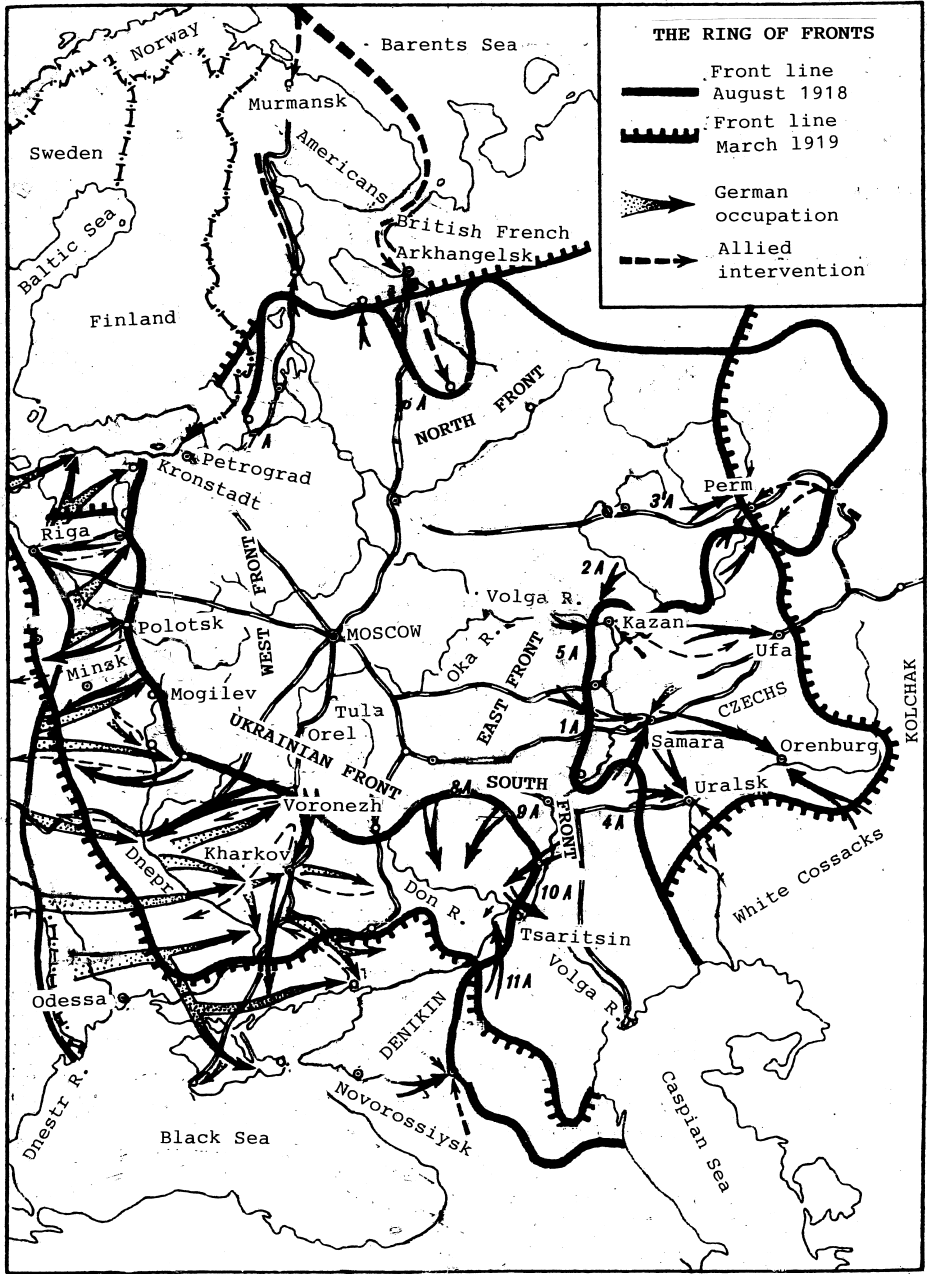 THE RING OF FRONTS
Front line
August 1918
Front line
March 1919
German
occupation
Allied
intervention
Norway
Barents Sea
Murmansk
Americans
Sweden
Baltic Sea
British French
Arkhangelsk
Finland
A
NORTH FRONT
7A
Petrograd
Kronstadt
Perm
3A
Riga
WEST FRONT
2A
Volga R.
Kazan
Polotsk
MOSCOW
Oka R.
5A
Ufa
Minsk
Mogilev
EAST FRONT
CZECHS
KOLCHAK
Tula
Orel
1A
Samara
Orenburg
UKRAINIAN FRONT
SOUTH FRONT
8A
Uralsk
Voronezh
9A
4A
Kharkov
Dnepr
White Cossacks
Don R.
10A
Tsaritsin
Volga R.
11A
Odessa
DENIKIN
Novorossiysk
Dnestr R.
Black Sea
Caspian Sea